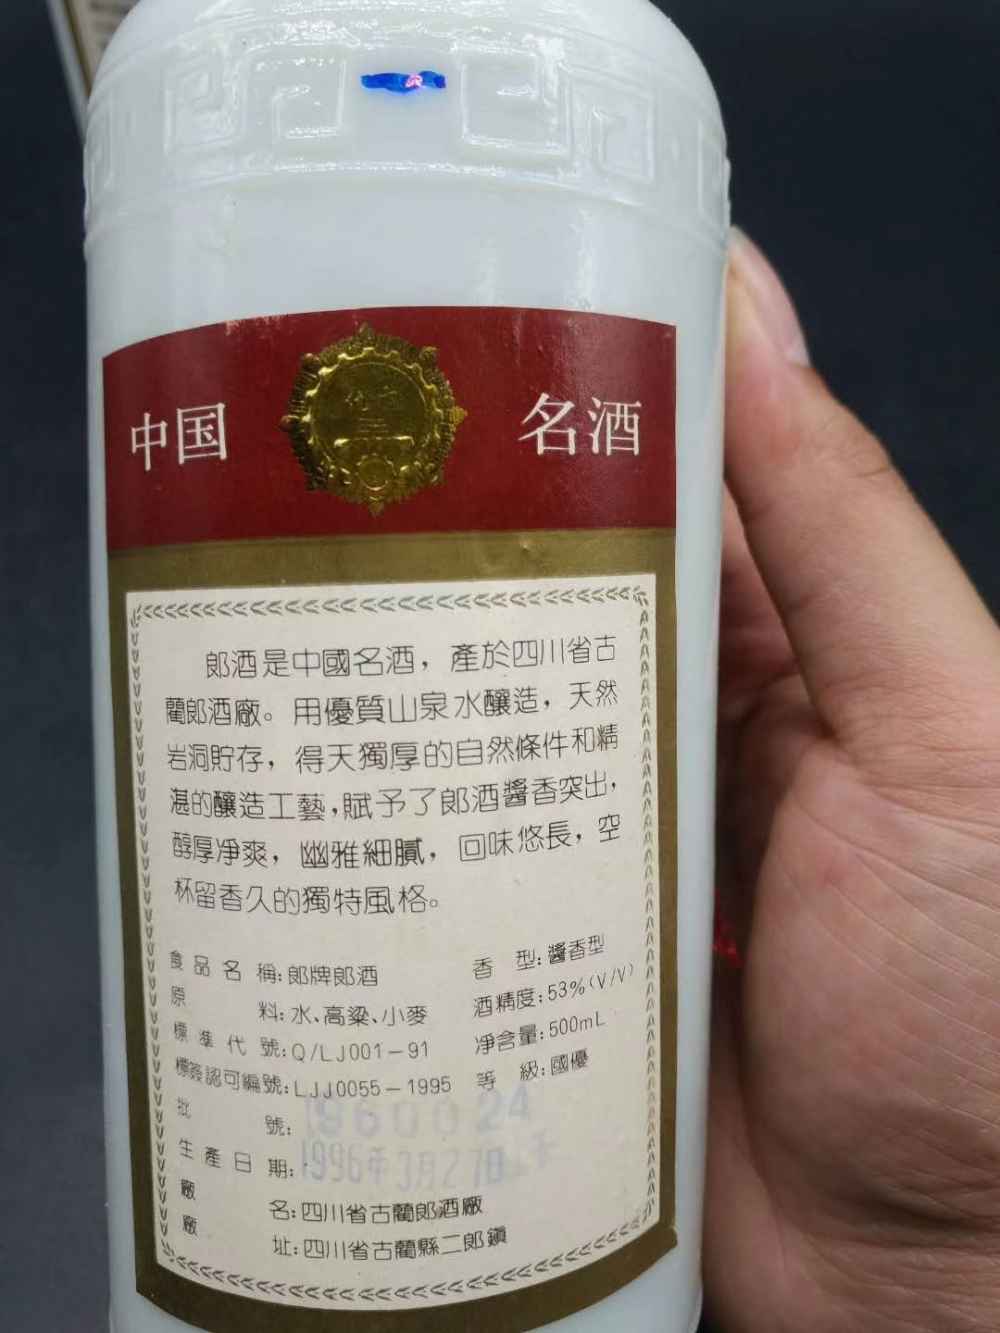 中国 名酒
郎酒是中國名酒，產於四川省古
藺郎酒廠。用優質山泉水釀造，天然
岩洞貯存，得天獨厚的自然條件和精
湛的釀造工藝，賦予了郎酒醬香突出，
醇厚凈爽，幽雅細膩，回味悠長，空
杯留香久的獨特風格。
食品名稱：郎牌郎酒 香型：醬香型
原料：水、高粱、小麥 酒精度：53%(V/V)
標準代號：Q/LJ001－91 凈含量：500mL
標簽認可編號：LJJ0055－1995 等級：國優
批號：960024
生產日期：1996年3月27日
廠名：四川省古藺郎酒廠
廠址：四川省古藺縣二郎鎮